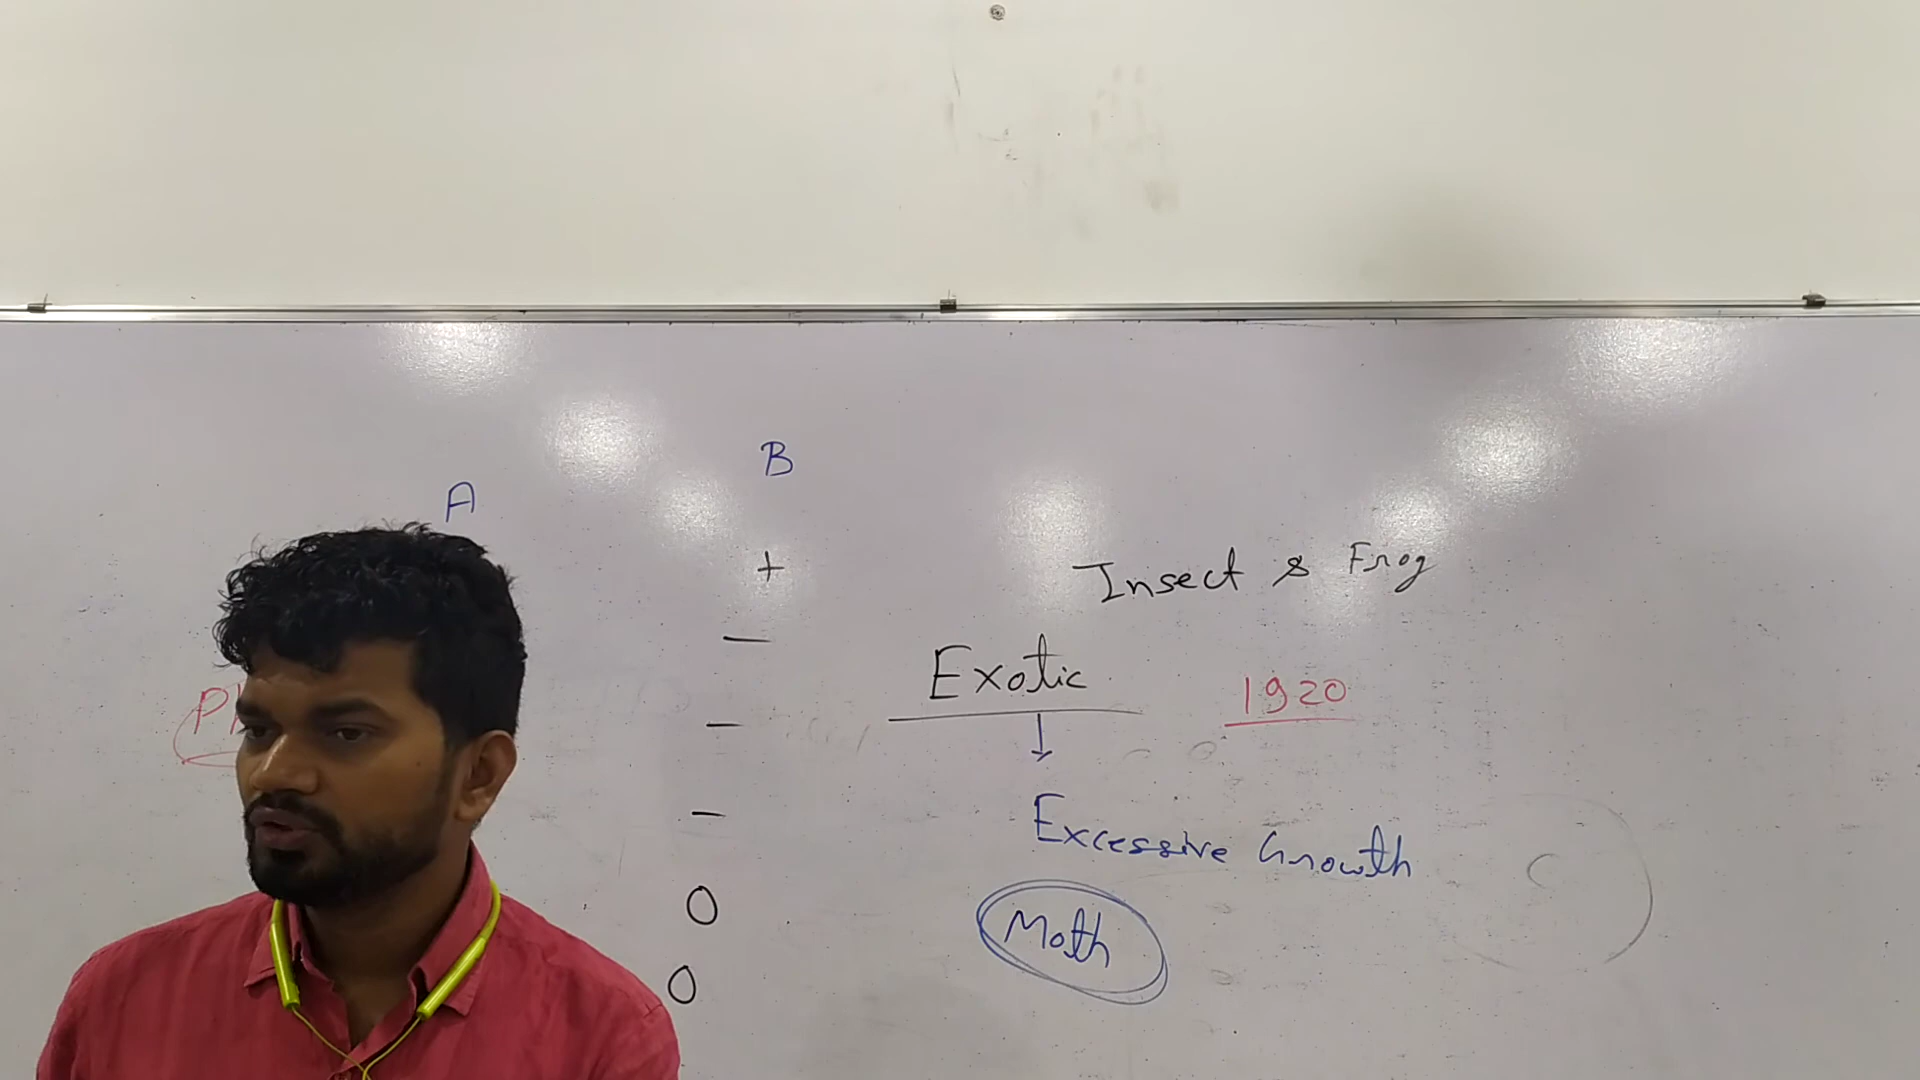 A
B
+
Insect & Frog
—
Exotic
1920
—
Excessive Growth
—
Moth
0
0